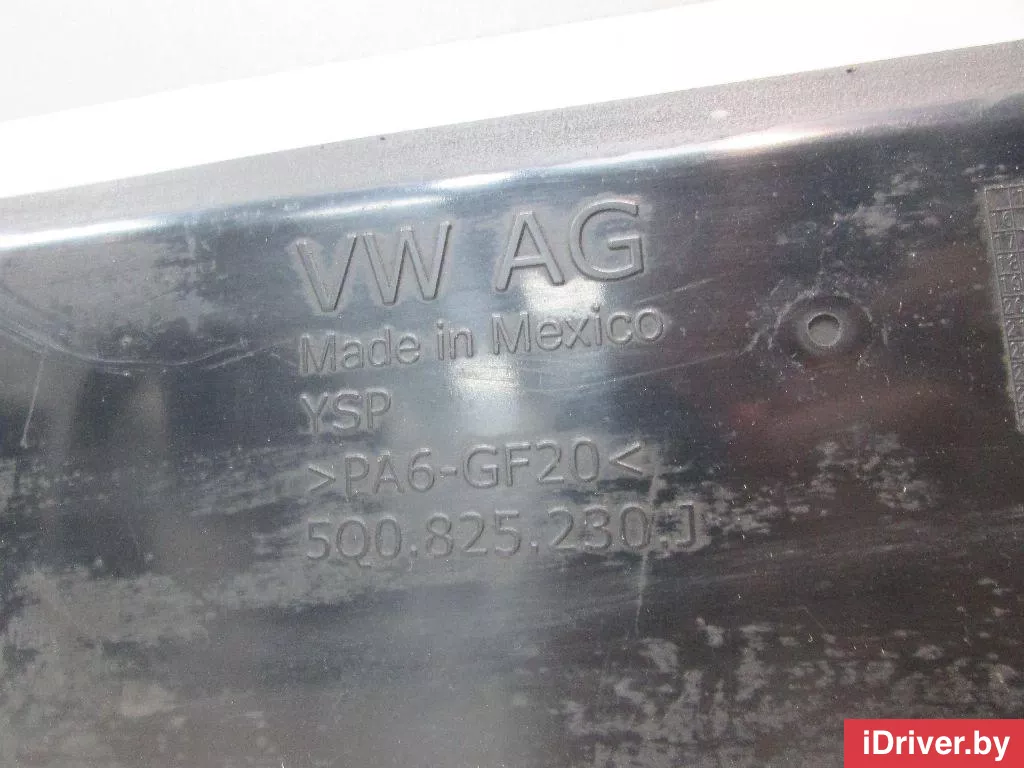 VW AG
Made in Mexico
YSP
>PA6-GF20<
5Q0.825.230.J
iDriver.by